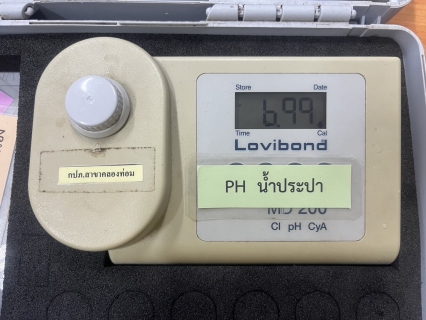 Store Date
6.99
Time Cal
Lovibond
กปภ.สาขาคลองท่อม
PH น้ำประปา
MD 200
Cl pH CyA